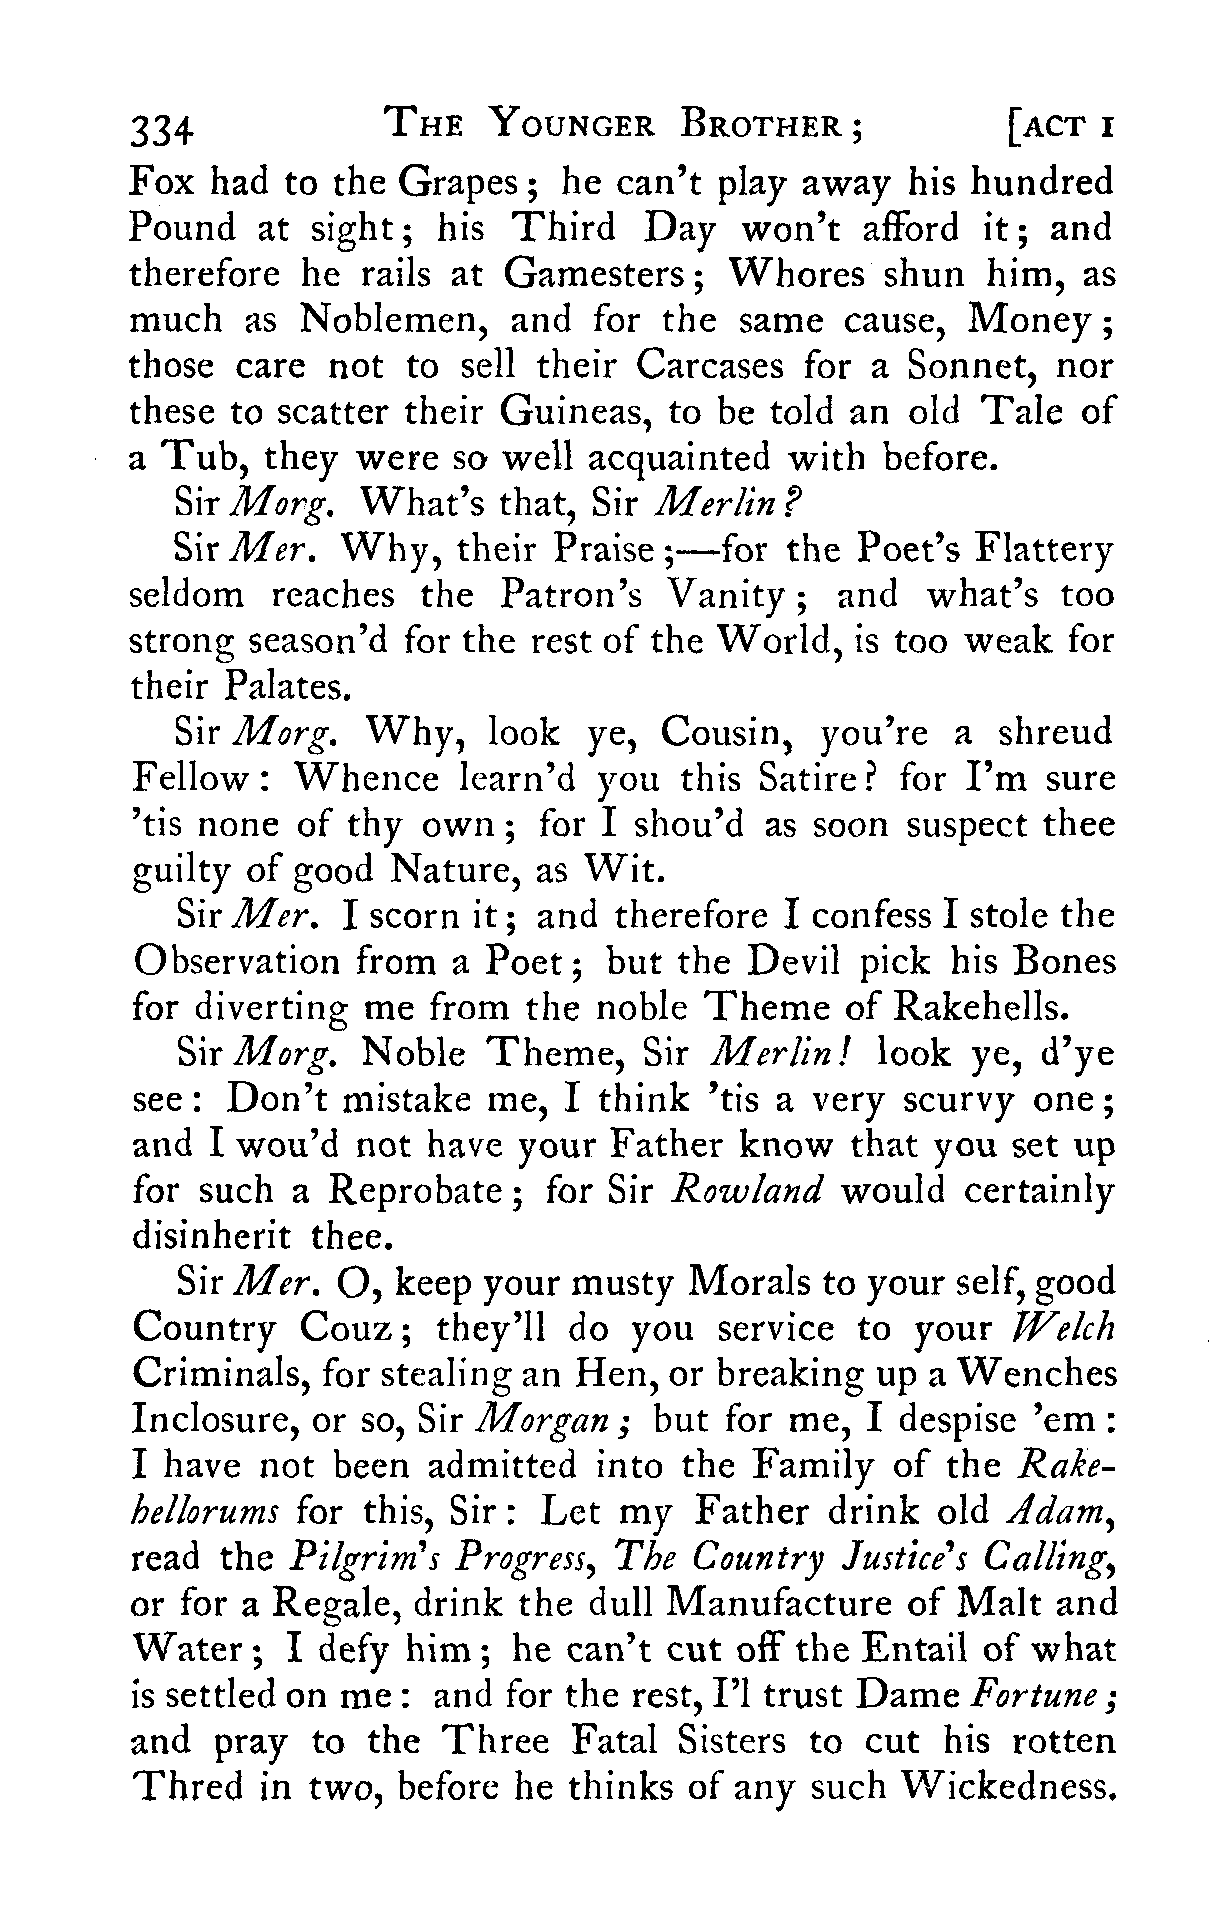 334 THE YOUNGER BROTHER; [ACT I
Fox had to the Grapes; he can't play away his hundred
Pound at sight; his Third Day won't afford it; and
therefore he rails at Gamesters; Whores shun him, as
much as Noblemen, and for the same cause, Money;
those care not to sell their Carcases for a Sonnet, nor
these to scatter their Guineas, to be told an old Tale of
a Tub, they were so well acquainted with before.
Sir Morg. What's that, Sir Merlin?
Sir Mer. Why, their Praise;—for the Poet's Flattery
seldom reaches the Patron's Vanity; and what's too
strong season'd for the rest of the World, is too weak for
their Palates.
Sir Morg. Why, look ye, Cousin, you're a shreud
Fellow: Whence learn'd you this Satire? for I'm sure
'tis none of thy own; for I shou'd as soon suspect thee
guilty of good Nature, as Wit.
Sir Mer. I scorn it; and therefore I confess I stole the
Observation from a Poet; but the Devil pick his Bones
for diverting me from the noble Theme of Rakehells.
Sir Morg. Noble Theme, Sir Merlin! look ye, d'ye
see: Don't mistake me, I think 'tis a very scurvy one;
and I wou'd not have your Father know that you set up
for such a Reprobate; for Sir Rowland would certainly
disinherit thee.
Sir Mer. O, keep your musty Morals to your self, good
Country Couz; they'll do you service to your Welch
Criminals, for stealing an Hen, or breaking up a Wenches
Inclosure, or so, Sir Morgan; but for me, I despise 'em:
I have not been admitted into the Family of the Rake-
hellorums for this, Sir: Let my Father drink old Adam,
read the Pilgrim's Progress, The Country Justice's Calling,
or for a Regale, drink the dull Manufacture of Malt and
Water; I defy him; he can't cut off the Entail of what
is settled on me: and for the rest, I'l trust Dame Fortune;
and pray to the Three Fatal Sisters to cut his rotten
Thred in two, before he thinks of any such Wickedness.